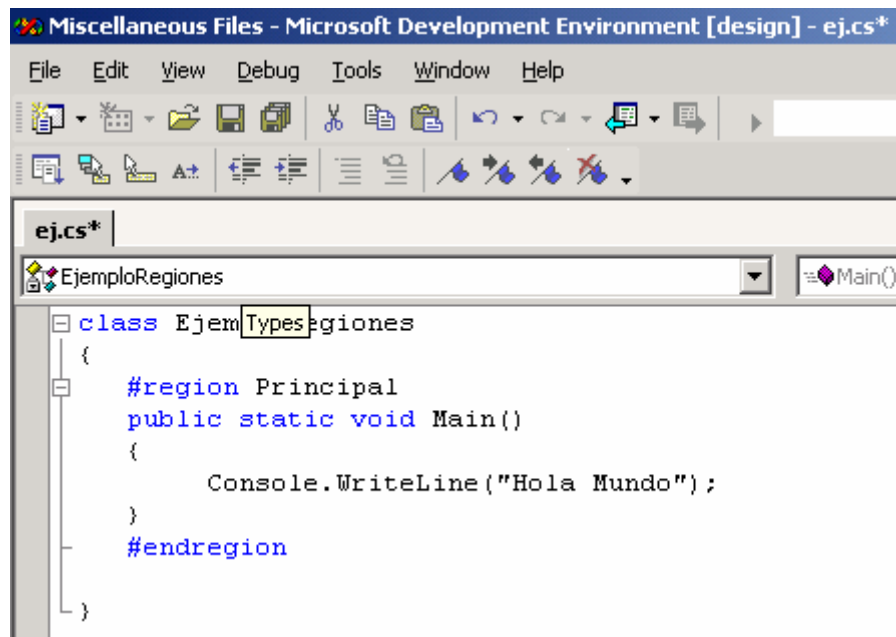 Miscellaneous Files - Microsoft Development Environment [design] - ej.cs*
File Edit View Debug Tools Window Help
ej.cs*
EjemploRegiones Main()
class Ejem Types egiones
{
#region Principal
public static void Main()
{
Console.WriteLine("Hola Mundo");
}
#endregion
}